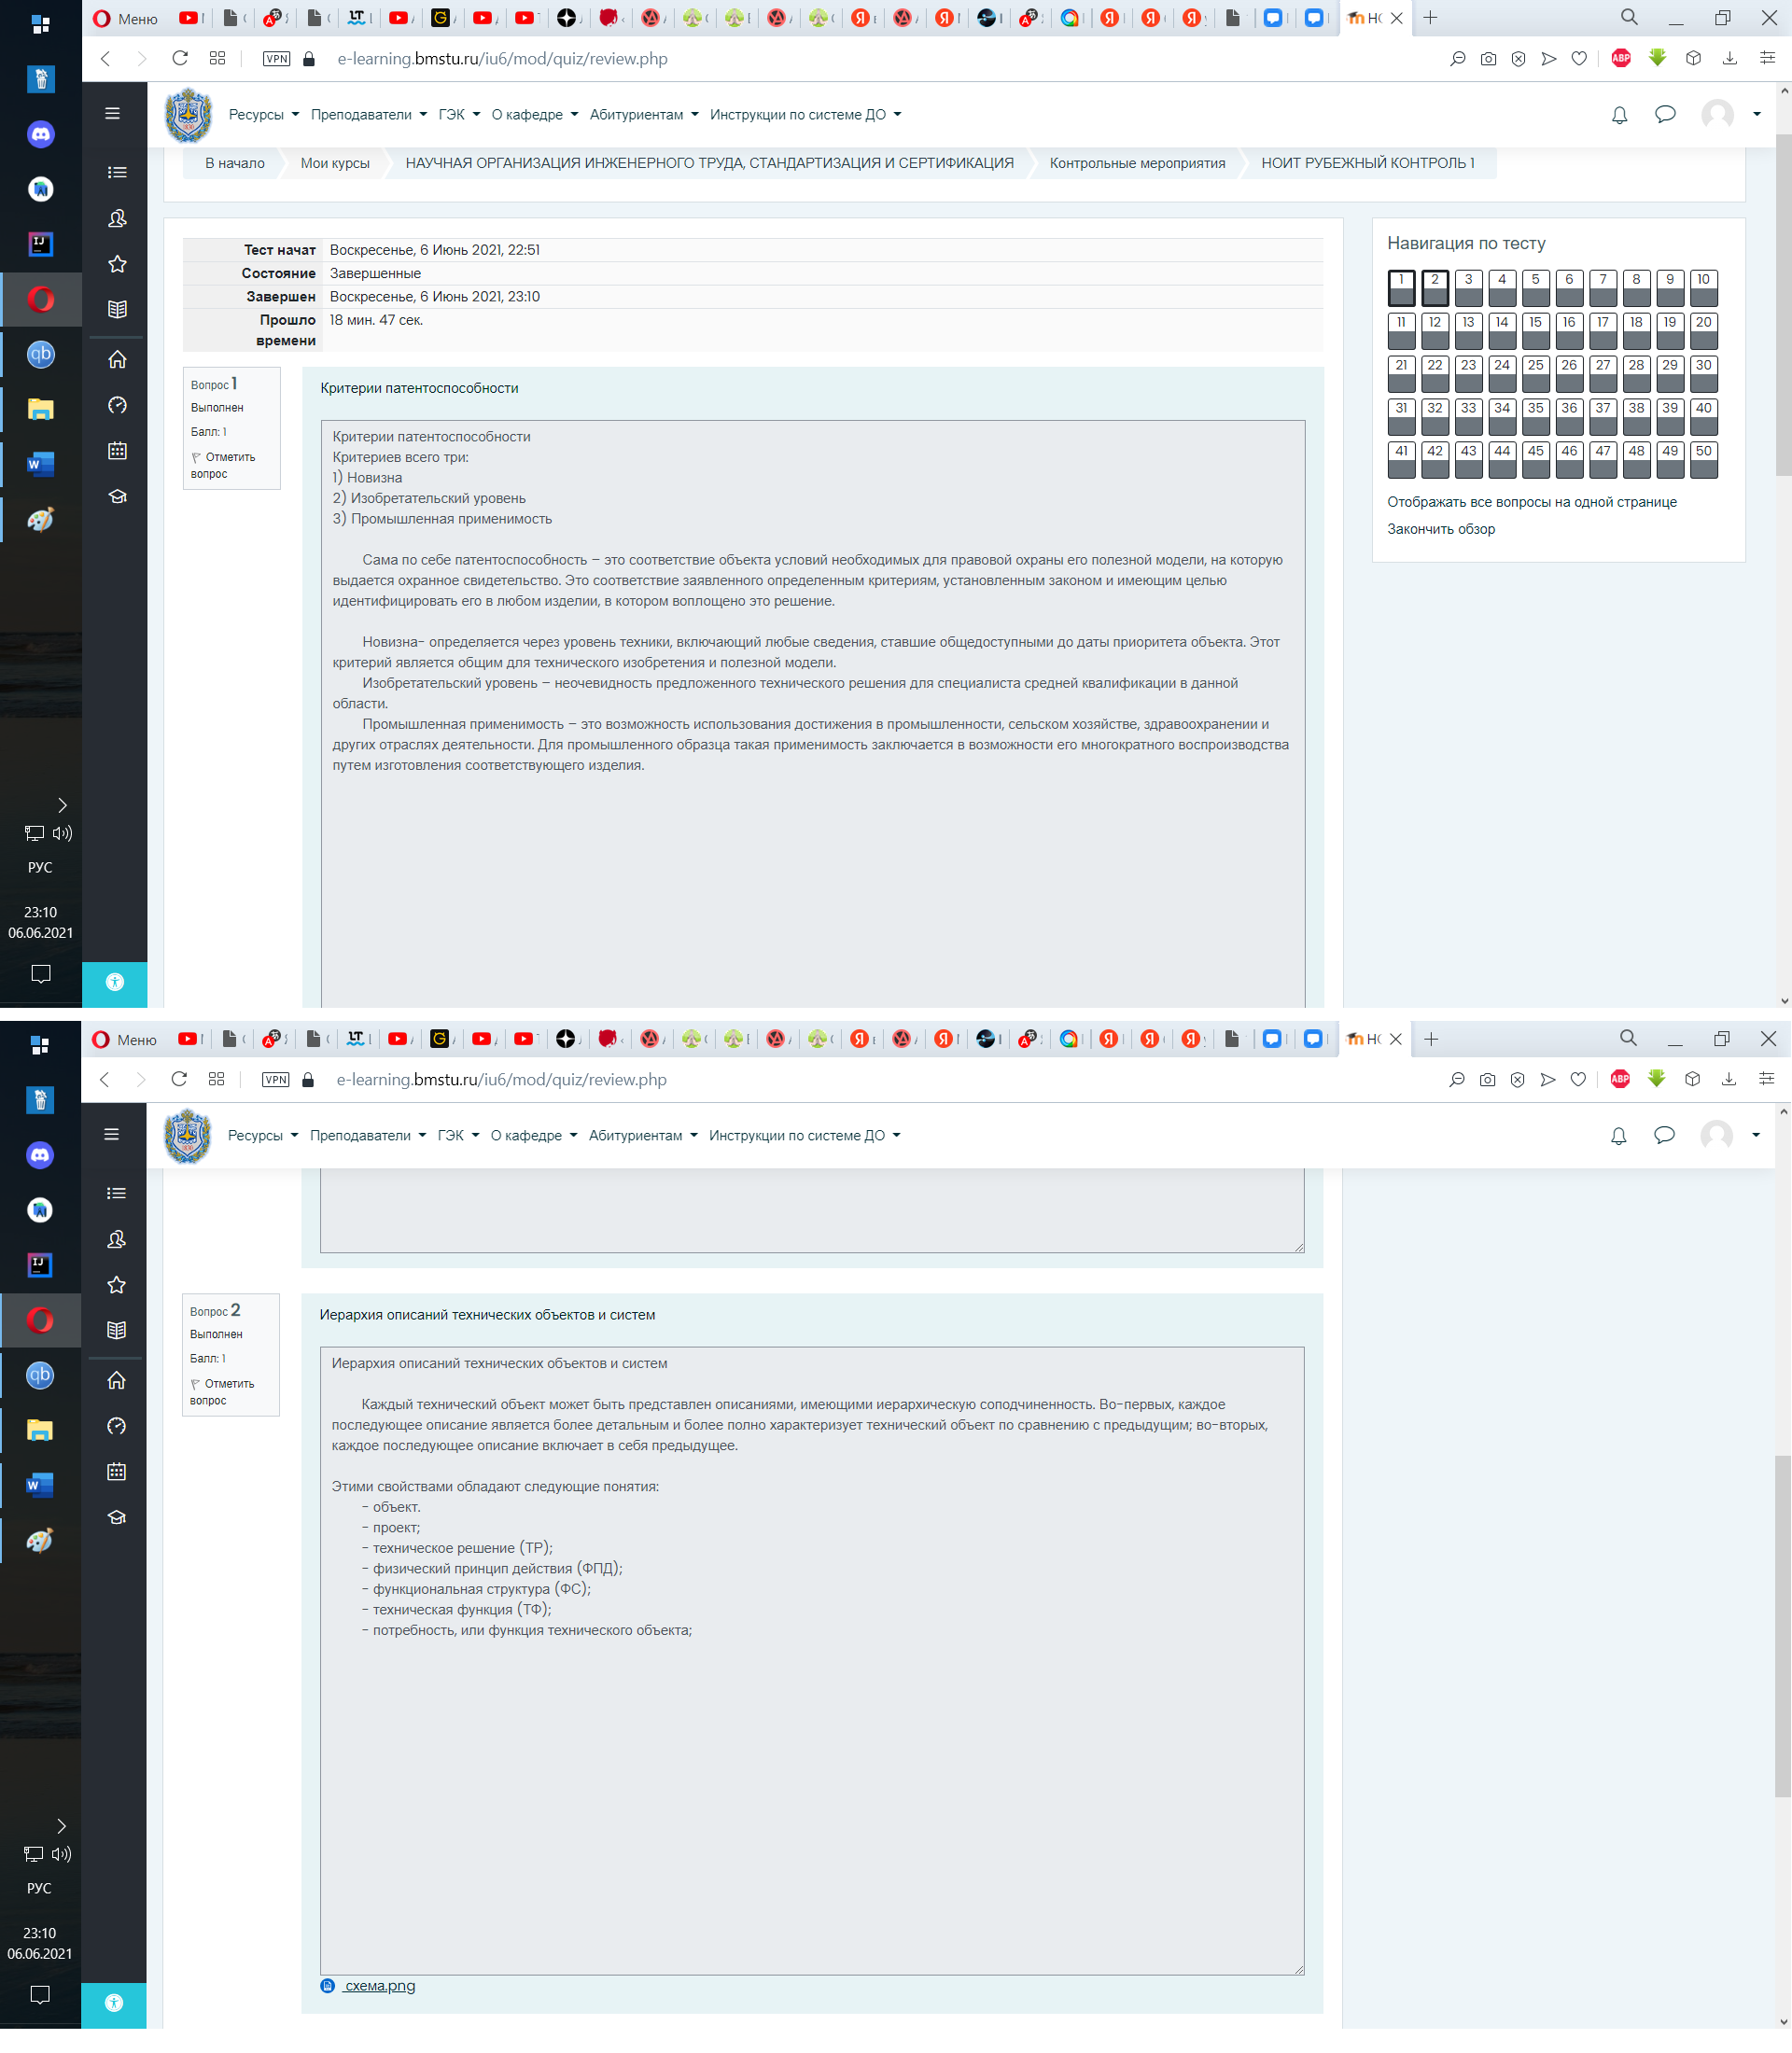 Меню
VPN
e-learning.bmstu.ru/iu6/mod/quiz/review.php
ABP
Ресурсы Преподаватели ГЭК О кафедре Абитуриентам Инструкции по системе ДО
В начало Мои курсы НАУЧНАЯ ОРГАНИЗАЦИЯ ИНЖЕНЕРНОГО ТРУДА, СТАНДАРТИЗАЦИЯ И СЕРТИФИКАЦИЯ Контрольные мероприятия НОИТ РУБЕЖНЫЙ КОНТРОЛЬ 1
Тест начат Воскресенье, 6 Июнь 2021, 22:51
Состояние Завершенные
Завершен Воскресенье, 6 Июнь 2021, 23:10
Прошло времени 18 мин. 47 сек.
Навигация по тесту
1 2 3 4 5 6 7 8 9 10
11 12 13 14 15 16 17 18 19 20
21 22 23 24 25 26 27 28 29 30
31 32 33 34 35 36 37 38 39 40
41 42 43 44 45 46 47 48 49 50
Отображать все вопросы на одной странице
Закончить обзор
Вопрос 1
Выполнен
Балл: 1
Отметить
вопрос
Критерии патентоспособности
Критерии патентоспособности
Критериев всего три:
1) Новизна
2) Изобретательский уровень
3) Промышленная применимость
Сама по себе патентоспособность – это соответствие объекта условий необходимых для правовой охраны его полезной модели, на которую
выдается охранное свидетельство. Это соответствие заявленного определенным критериям, установленным законом и имеющим целью
идентифицировать его в любом изделии, в котором воплощено это решение.
Новизна- определяется через уровень техники, включающий любые сведения, ставшие общедоступными до даты приоритета объекта. Этот
критерий является общим для технического изобретения и полезной модели.
Изобретательский уровень – неочевидность предложенного технического решения для специалиста средней квалификации в данной
области.
Промышленная применимость – это возможность использования достижения в промышленности, сельском хозяйстве, здравоохранении и
других отраслях деятельности. Для промышленного образца такая применимость заключается в возможности его многократного воспроизводства
путем изготовления соответствующего изделия.
РУС
23:10
06.06.2021
Меню
VPN
e-learning.bmstu.ru/iu6/mod/quiz/review.php
ABP
Ресурсы Преподаватели ГЭК О кафедре Абитуриентам Инструкции по системе ДО
Вопрос 2
Выполнен
Балл: 1
Отметить
вопрос
Иерархия описаний технических объектов и систем
Иерархия описаний технических объектов и систем
Каждый технический объект может быть представлен описаниями, имеющими иерархическую соподчиненность. Во-первых, каждое
последующее описание является более детальным и более полно характеризует технический объект по сравнению с предыдущим; во-вторых,
каждое последующее описание включает в себя предыдущее.
Этими свойствами обладают следующие понятия:
- объект.
- проект;
- техническое решение (ТР);
- физический принцип действия (ФПД);
- функциональная структура (ФС);
- техническая функция (ТФ);
- потребность, или функция технического объекта;
схема.png
РУС
23:10
06.06.2021